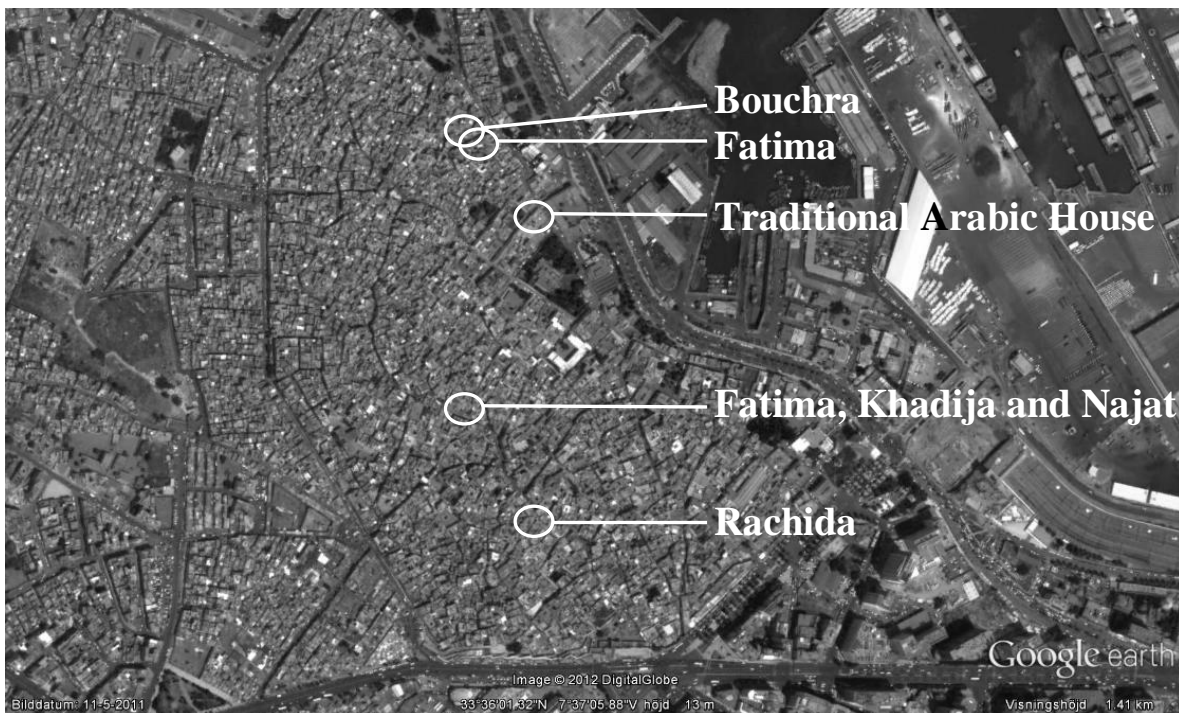 Bouchra
Fatima
Traditional Arabic House
Fatima, Khadija and Najat
Rachida
Google earth
Image © 2012 DigitalGlobe
Bilddatum: 11-5-2011 33°36'01.32"N 7°37'05.88"V höjd 13 m Visningshöjd 1.41 km